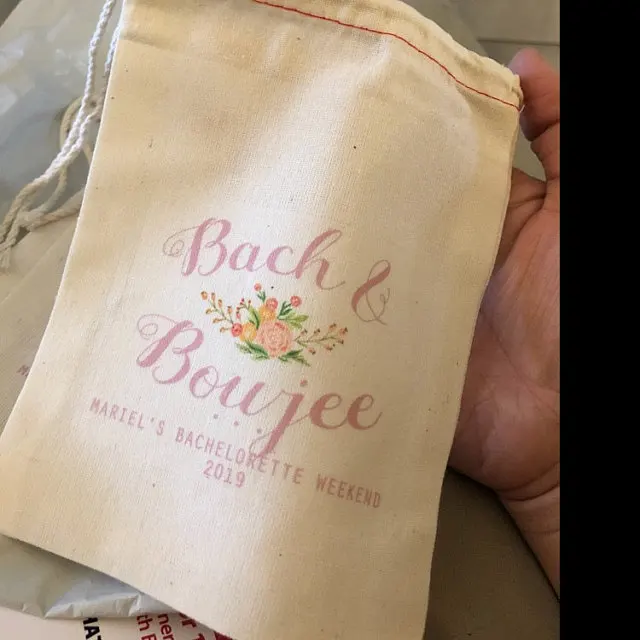 Bach &
Boujee
MARIEL'S BACHELORETTE WEEKEND
2019